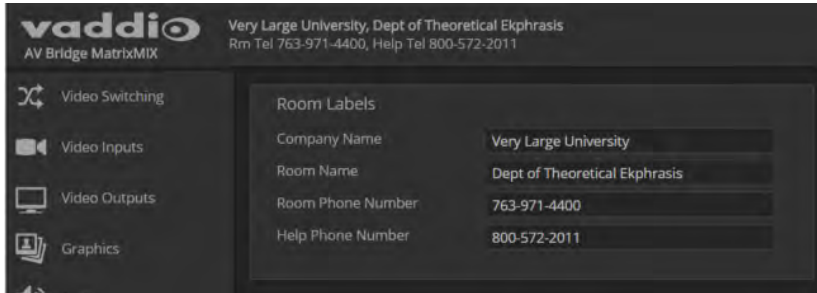 vaddio
AV Bridge MatrixMIX
Very Large University, Dept of Theoretical Ekphrasis
Rm Tel 763-971-4400, Help Tel 800-572-2011
Video Switching
Video Inputs
Video Outputs
Graphics
Room Labels
Company Name Very Large University
Room Name Dept of Theoretical Ekphrasis
Room Phone Number 763-971-4400
Help Phone Number 800-572-2011